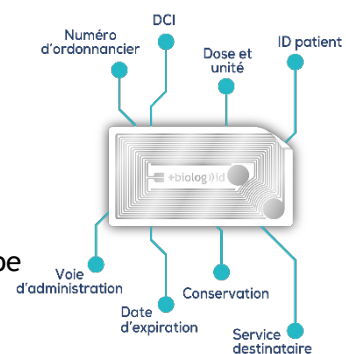 DCI
Numéro
d'ordonnancier
Dose et
unité
ID patient
+biolog))id
Voie
d'administration
Date
d'expiration
Conservation
Service
destinataire